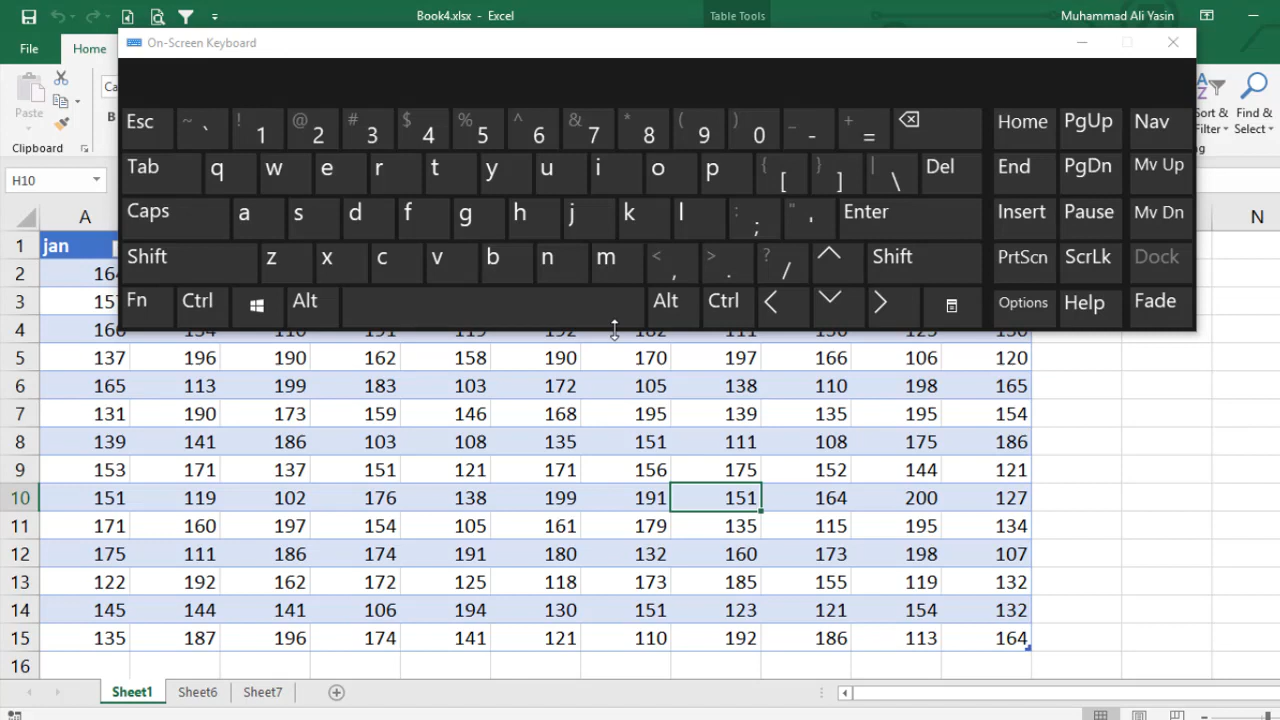 Book4.xlsx - Excel
Table Tools
Muhammad Ali Yasin
File
Home
On-Screen Keyboard
Paste
Ca
B
Clipboard
Sort &
Filter
Find &
Select
Esc ~ ` ! 1 @ 2 # 3 $ 4 % 5 ^ 6 & 7 * 8 ( 9 ) 0 _ - + = Home PgUp Nav
Tab q w e r t y u i o p { [ } ] | \ Del End PgDn Mv Up
Caps a s d f g h j k l : ; " ' Enter Insert Pause Mv Dn
Shift z x c v b n m < , > . ? / Shift PrtScn ScrLk Dock
Fn Ctrl Alt Alt Ctrl Options Help Fade
H10
A N
1 jan
2 164
3 157
4 166
5 137 196 190 162 158 190 170 197 166 106 120
6 165 113 199 183 103 172 105 138 110 198 165
7 131 190 173 159 146 168 195 139 135 195 154
8 139 141 186 103 108 135 151 111 108 175 186
9 153 171 137 151 121 171 156 175 152 144 121
10 151 119 102 176 138 199 191 151 164 200 127
11 171 160 197 154 105 161 179 135 115 195 134
12 175 111 186 174 191 180 132 160 173 198 107
13 122 192 162 172 125 118 173 185 155 119 132
14 145 144 141 106 194 130 151 123 121 154 132
15 135 187 196 174 141 121 110 192 186 113 164
16
Sheet1 Sheet6 Sheet7